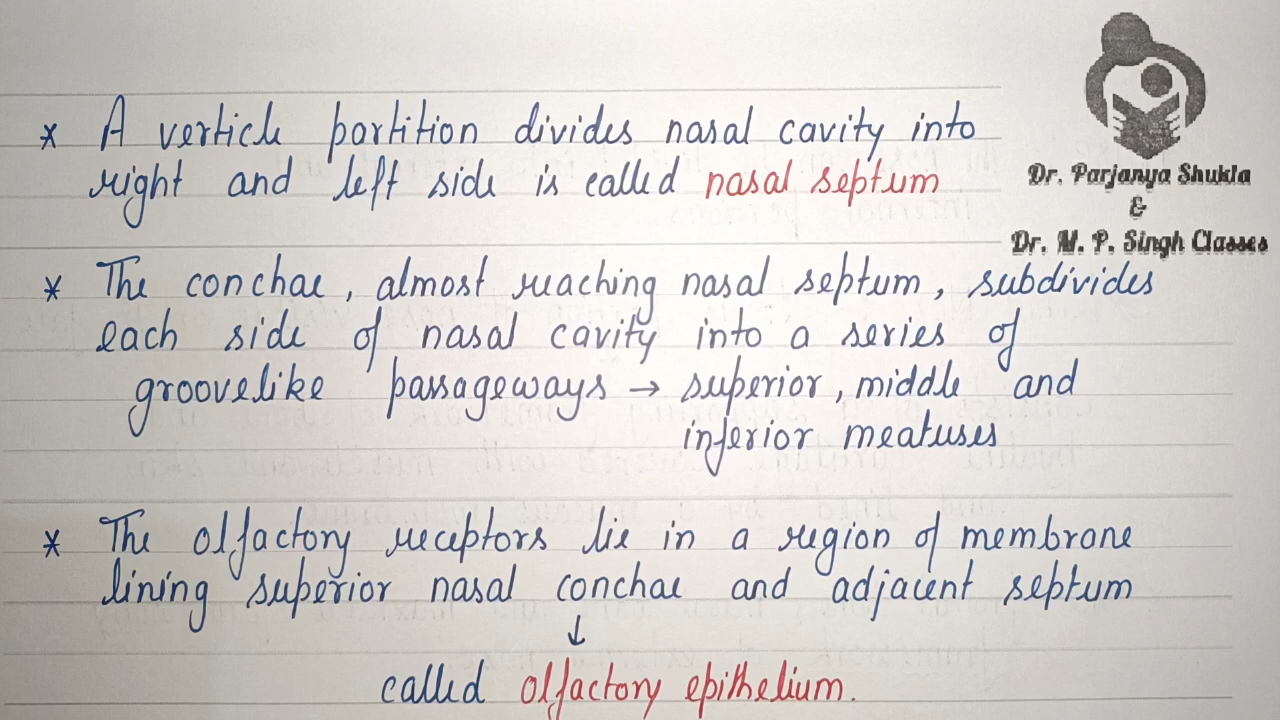 * A verticle partition divides nasal cavity into
right and left side is called nasal septum
Dr. Parjanya Shukla
&
Dr. M. P. Singh Classes
* The conchae, almost reaching nasal septum, subdivides
each side of nasal cavity into a series of
groovelike passageways → superior, middle and
inferior meatuses
* The olfactory receptors lie in a region of membrane
lining superior nasal conchae and adjacent septum
↓
called olfactory epithelium.